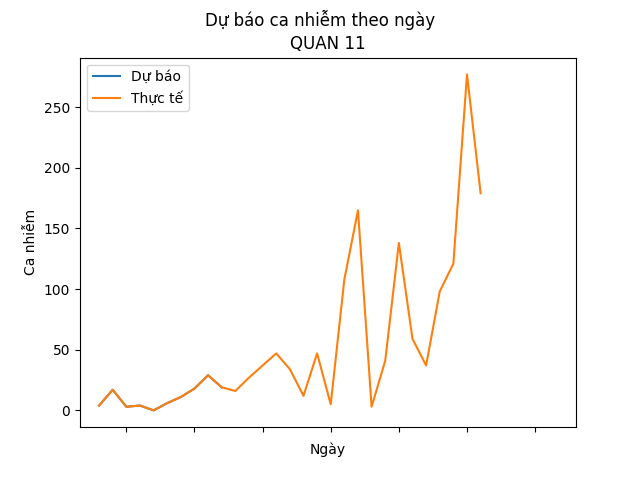 Dự báo ca nhiễm theo ngày
QUAN 11
Dự báo
Thực tế
250
200
150
100
50
0
Ca nhiễm
Ngày